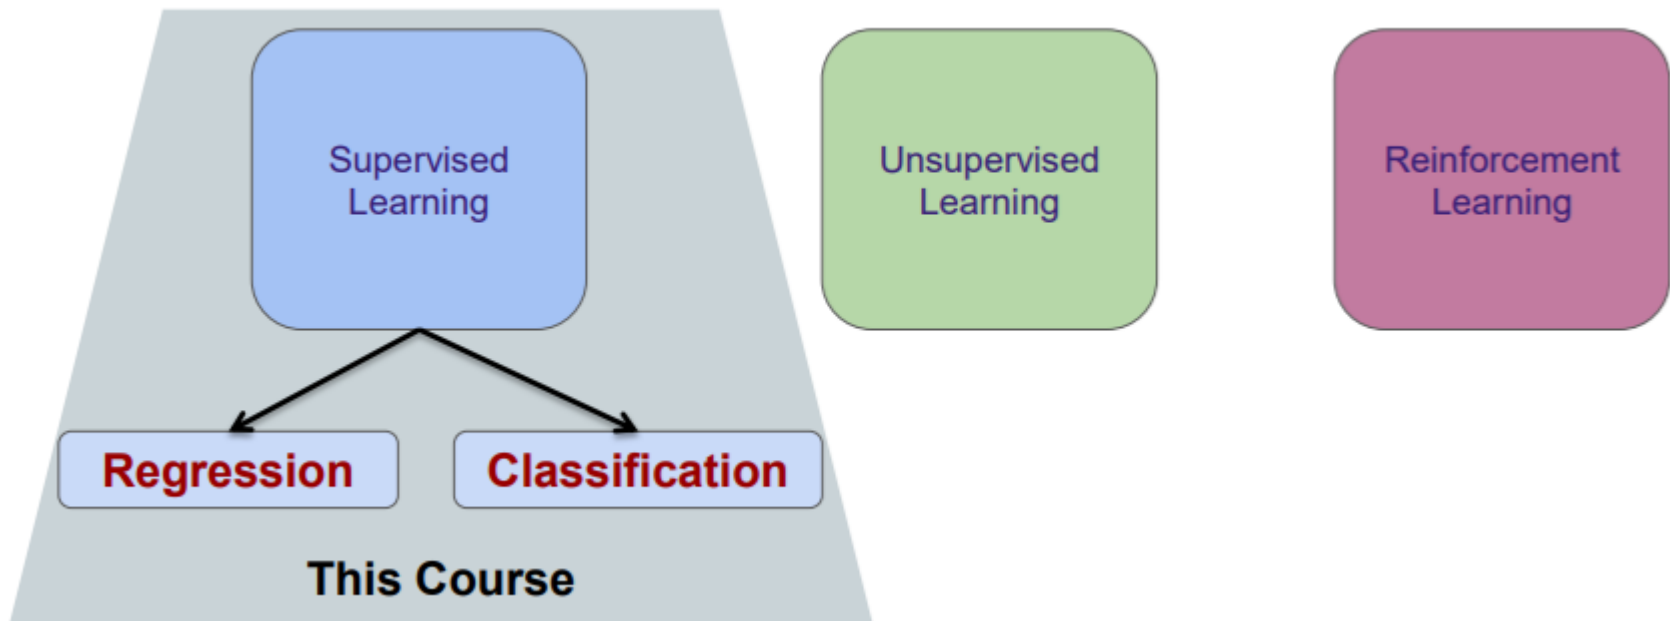 Supervised
Learning
Unsupervised
Learning
Reinforcement
Learning
Regression
Classification
This Course